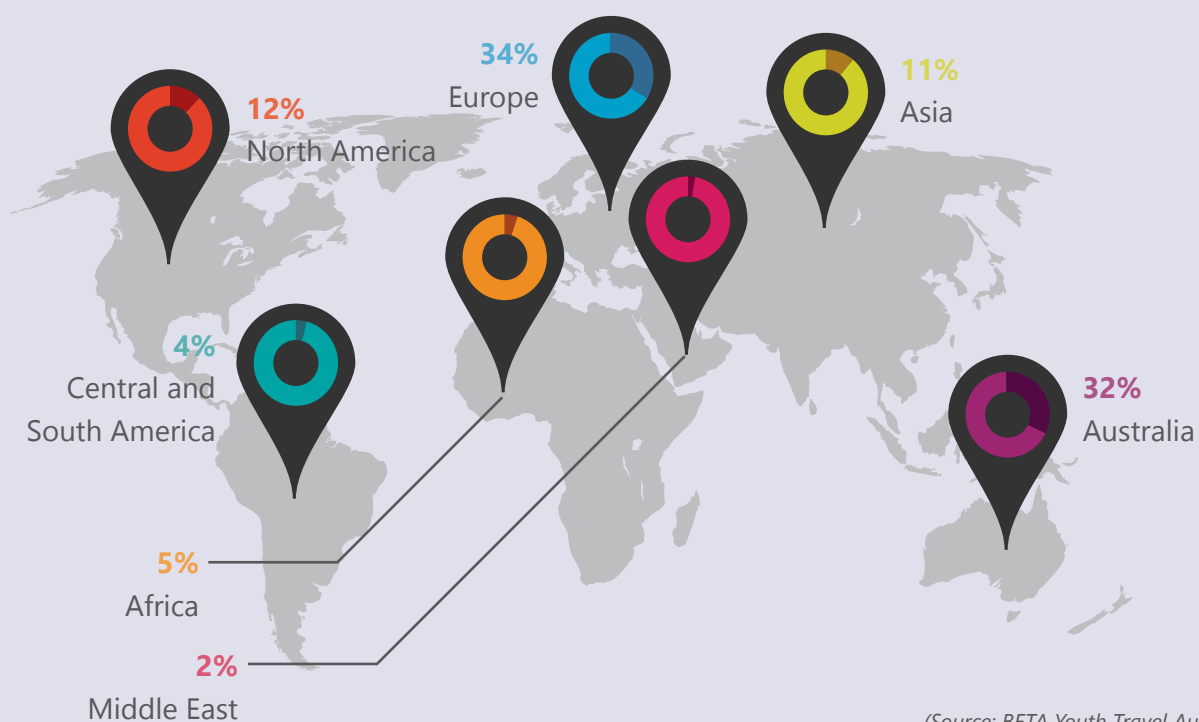 34%
Europe
11%
Asia
12%
North America
4%
Central and
South America
32%
Australia
5%
Africa
2%
Middle East
(Source: BETA Youth Travel Au